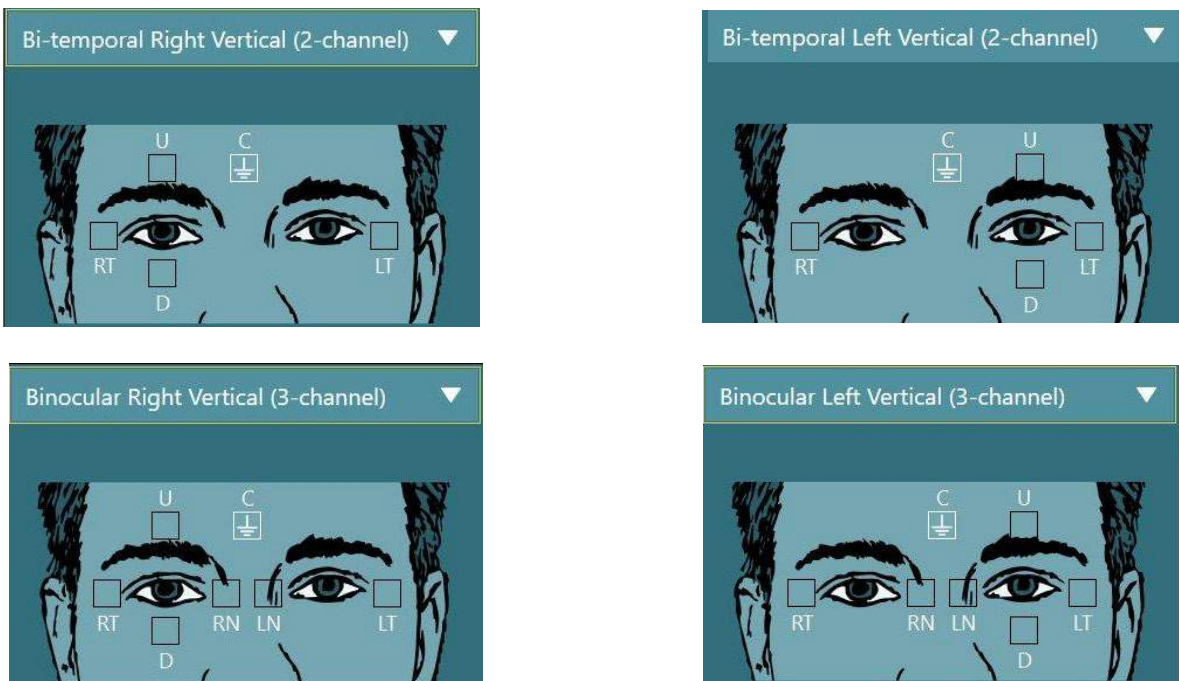 Bi-temporal Right Vertical (2-channel)
U C
RT LT
D
Bi-temporal Left Vertical (2-channel)
C U
RT LT
D
Binocular Right Vertical (3-channel)
U C
RT RN LN LT
D
Binocular Left Vertical (3-channel)
C U
RT RN LN LT
D